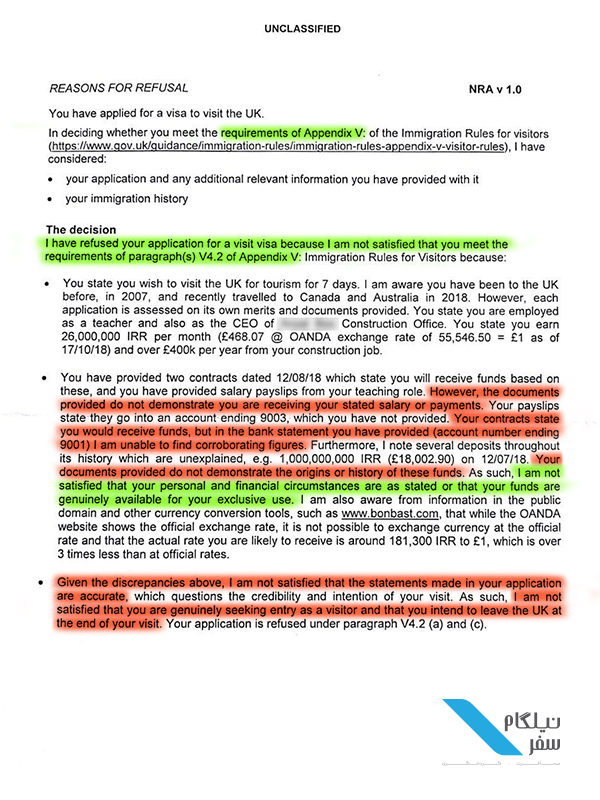 UNCLASSIFIED
REASONS FOR REFUSAL NRA v 1.0
You have applied for a visa to visit the UK.
In deciding whether you meet the requirements of Appendix V: of the Immigration Rules for visitors
(https://www.gov.uk/guidance/immigration-rules/immigration-rules-appendix-v-visitor-rules), I have
considered:
• your application and any additional relevant information you have provided with it
• your immigration history
The decision
I have refused your application for a visit visa because I am not satisfied that you meet the
requirements of paragraph(s) V4.2 of Appendix V: Immigration Rules for Visitors because:
• You state you wish to visit the UK for tourism for 7 days. I am aware you have been to the UK
before, in 2007, and recently travelled to Canada and Australia in 2018. However, each
application is assessed on its own merits and documents provided. You state you are employed
as a teacher and also as the CEO of Construction Office. You state you earn
26,000,000 IRR per month (£468.07 @ OANDA exchange rate of 55,546.50 = £1 as of
17/10/18) and over £400k per year from your construction job.
• You have provided two contracts dated 12/08/18 which state you will receive funds based on
these, and you have provided salary payslips from your teaching role. However, the documents
provided do not demonstrate you are receiving your stated salary or payments. Your payslips
state they go into an account ending 9003, which you have not provided. Your contracts state
you would receive funds, but in the bank statement you have provided (account number ending
9001) I am unable to find corroborating figures. Furthermore, I note several deposits throughout
its history which are unexplained, e.g. 1,000,000,000 IRR (£18,002.90) on 12/07/18. Your
documents provided do not demonstrate the origins or history of these funds. As such, I am not
satisfied that your personal and financial circumstances are as stated or that your funds are
genuinely available for your exclusive use. I am also aware from information in the public
domain and other currency conversion tools, such as www.bonbast.com, that while the OANDA
website shows the official exchange rate, it is not possible to exchange currency at the official
rate and that the actual rate you are likely to receive is around 181,300 IRR to £1, which is over
3 times less than at official rates.
• Given the discrepancies above, I am not satisfied that the statements made in your application
are accurate, which questions the credibility and intention of your visit. As such, I am not
satisfied that you are genuinely seeking entry as a visitor and that you intend to leave the UK at
the end of your visit. Your application is refused under paragraph V4.2 (a) and (c).
نیلگام
سفر